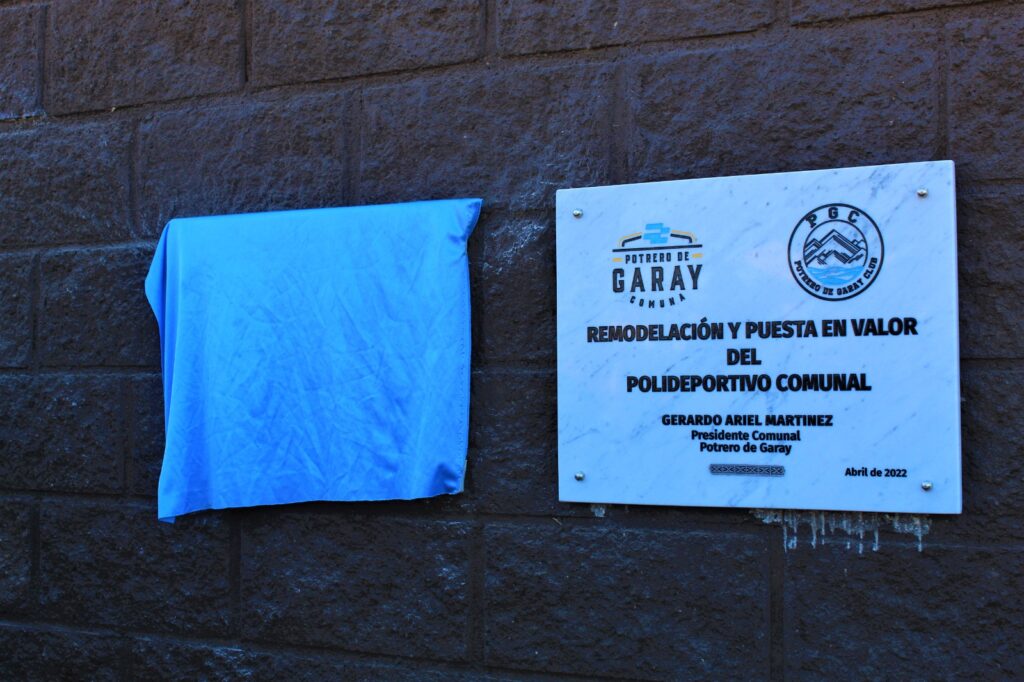 POTRERO DE
GARAY
COMUNA
PGC
POTRERO DE GARAY CLUB
REMODELACIÓN Y PUESTA EN VALOR
DEL
POLIDEPORTIVO COMUNAL
GERARDO ARIEL MARTINEZ
Presidente Comunal
Potrero de Garay
Abril de 2022